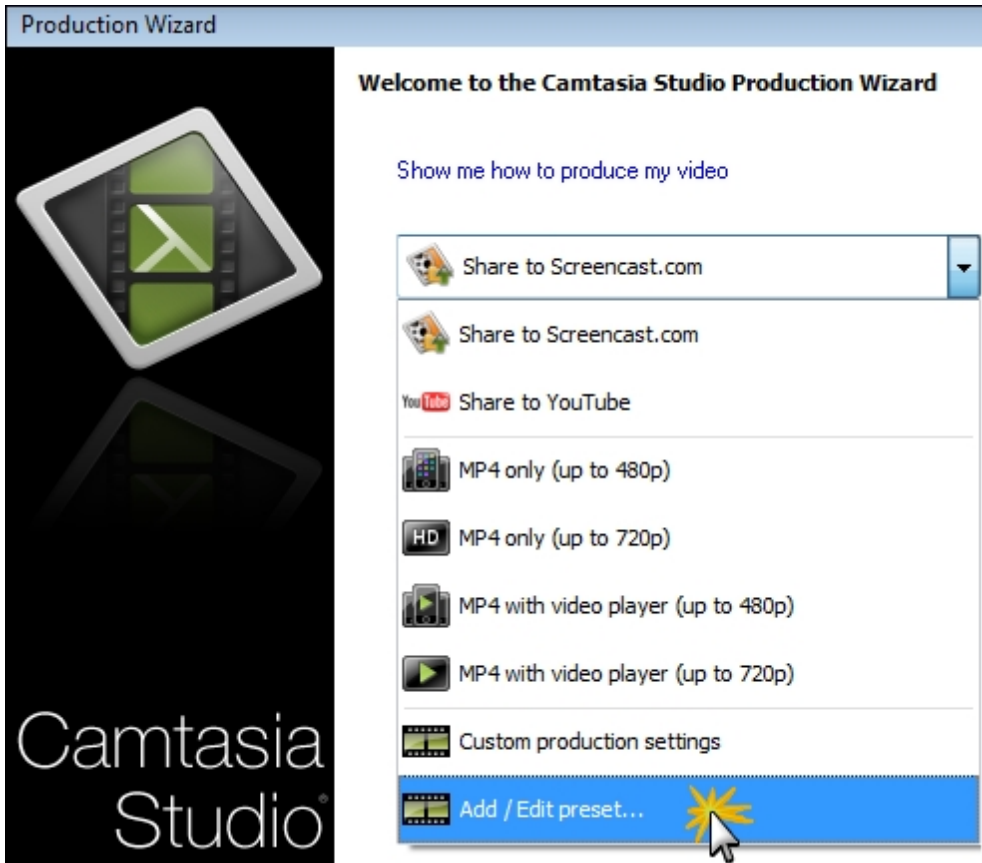 Production Wizard
Welcome to the Camtasia Studio Production Wizard
Show me how to produce my video
Share to Screencast.com
Share to Screencast.com
You Tube Share to YouTube
MP4 only (up to 480p)
HD MP4 only (up to 720p)
MP4 with video player (up to 480p)
MP4 with video player (up to 720p)
Custom production settings
Add / Edit preset...
Camtasia
Studio®